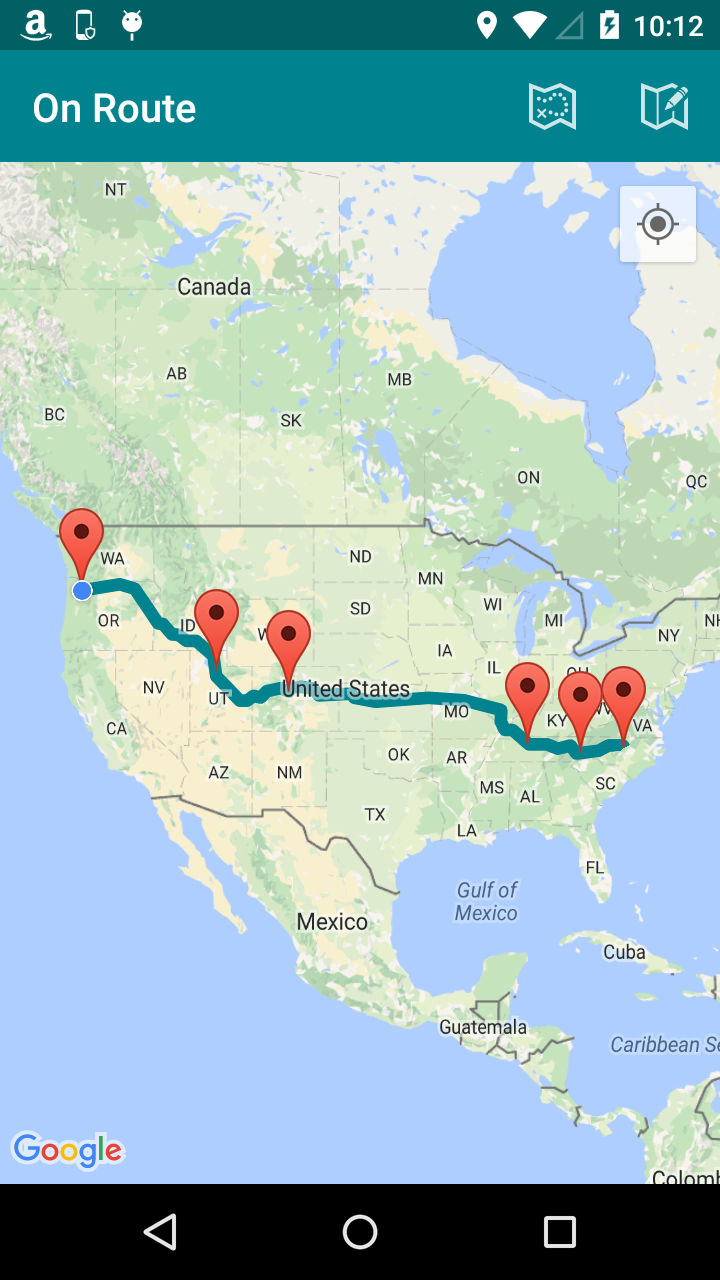 10:12
On Route
NT
Canada
AB
MB
BC
SK
ON
QC
WA
ND
MN
OR
ID
SD
WI
MI
NY
NH
W
IA
IL
OH
NV
UT
United States
MO
KY
WV
VA
CA
OK
AR
AZ
NM
MS
AL
SC
TX
LA
FL
Gulf of
Mexico
Mexico
Cuba
Guatemala
Caribbean Se
Google
Colomb